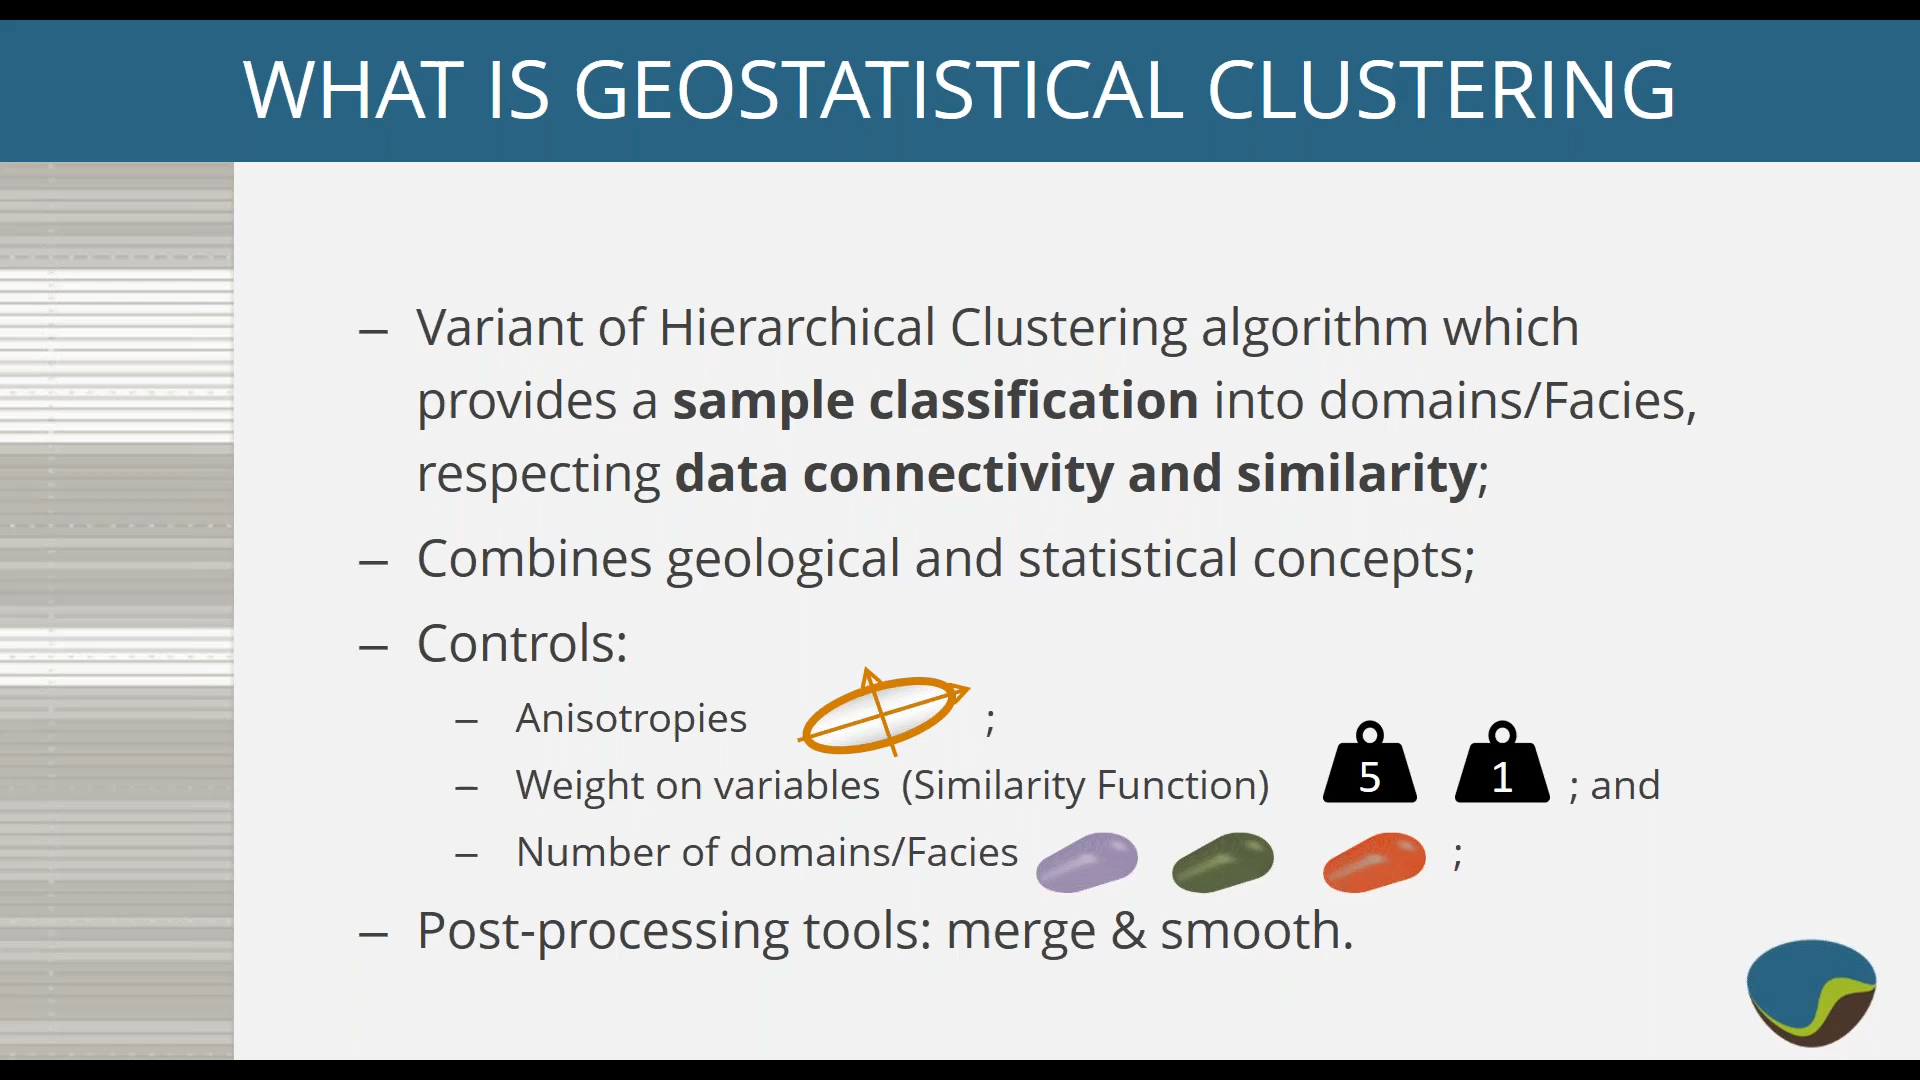 WHAT IS GEOSTATISTICAL CLUSTERING
– Variant of Hierarchical Clustering algorithm which
provides a sample classification into domains/Facies,
respecting data connectivity and similarity;
– Combines geological and statistical concepts;
– Controls:
– Anisotropies ;
– Weight on variables (Similarity Function) 5 1 ; and
– Number of domains/Facies ;
– Post-processing tools: merge & smooth.